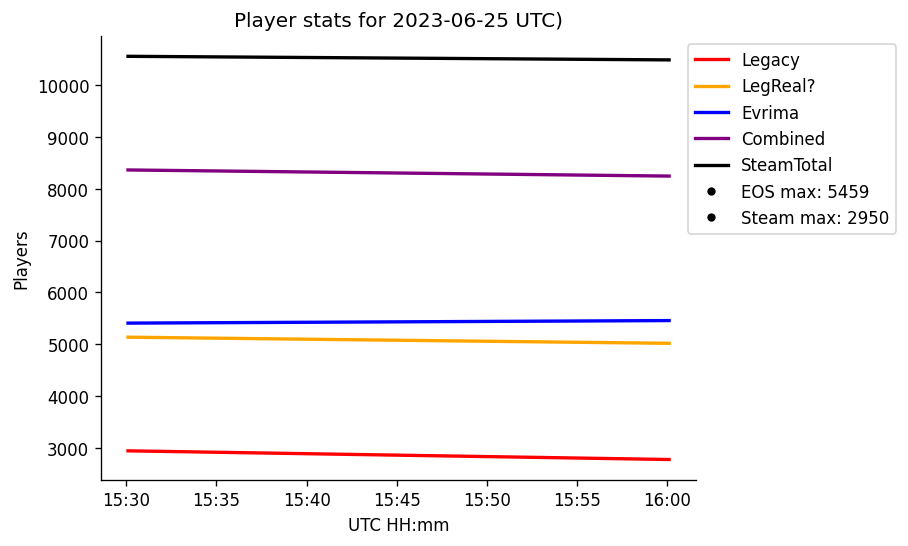 Player stats for 2023-06-25 UTC)
Legacy
LegReal?
Evrima
Combined
SteamTotal
EOS max: 5459
Steam max: 2950
Players
10000
9000
8000
7000
6000
5000
4000
3000
15:30 15:35 15:40 15:45 15:50 15:55 16:00
UTC HH:mm